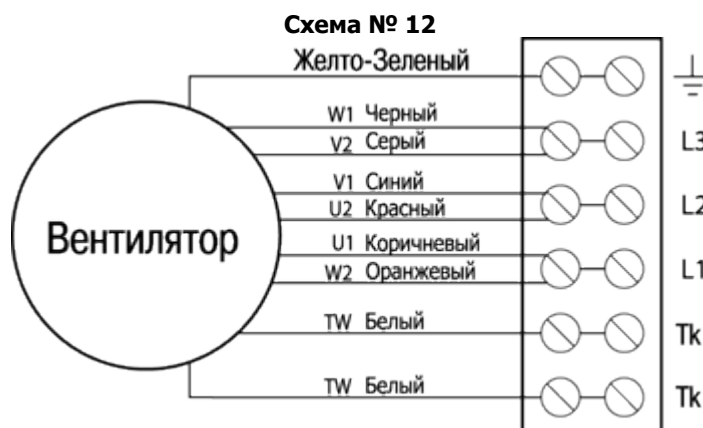 Схема № 12
Желто-Зеленый
W1 Черный
L3
V2 Серый
V1 Синий
L2
U2 Красный
Вентилятор
U1 Коричневый
L1
W2 Оранжевый
TW Белый
Tk
TW Белый
Tk